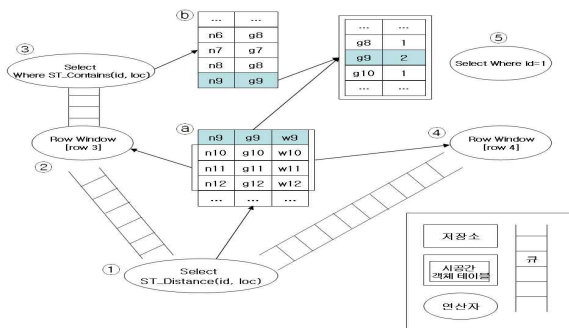 ⓑ
... ...
n6 g8
n7 g7
n8 g8
n9 g9
... ...
g8 1
g9 2
g10 1
... ...
⑤
Select Where Id=1
③
Select
Where ST_Contains(id, loc)
Row Window
[row 3]
②
ⓐ
n9 g9 w9
n10 g10 w10
n11 g11 w11
n12 g12 w12
... ... ...
④
Row Window
[row 4]
①
Select
ST_Distance(id, loc)
저장소
시공간
객체 테이블
연산자
큐